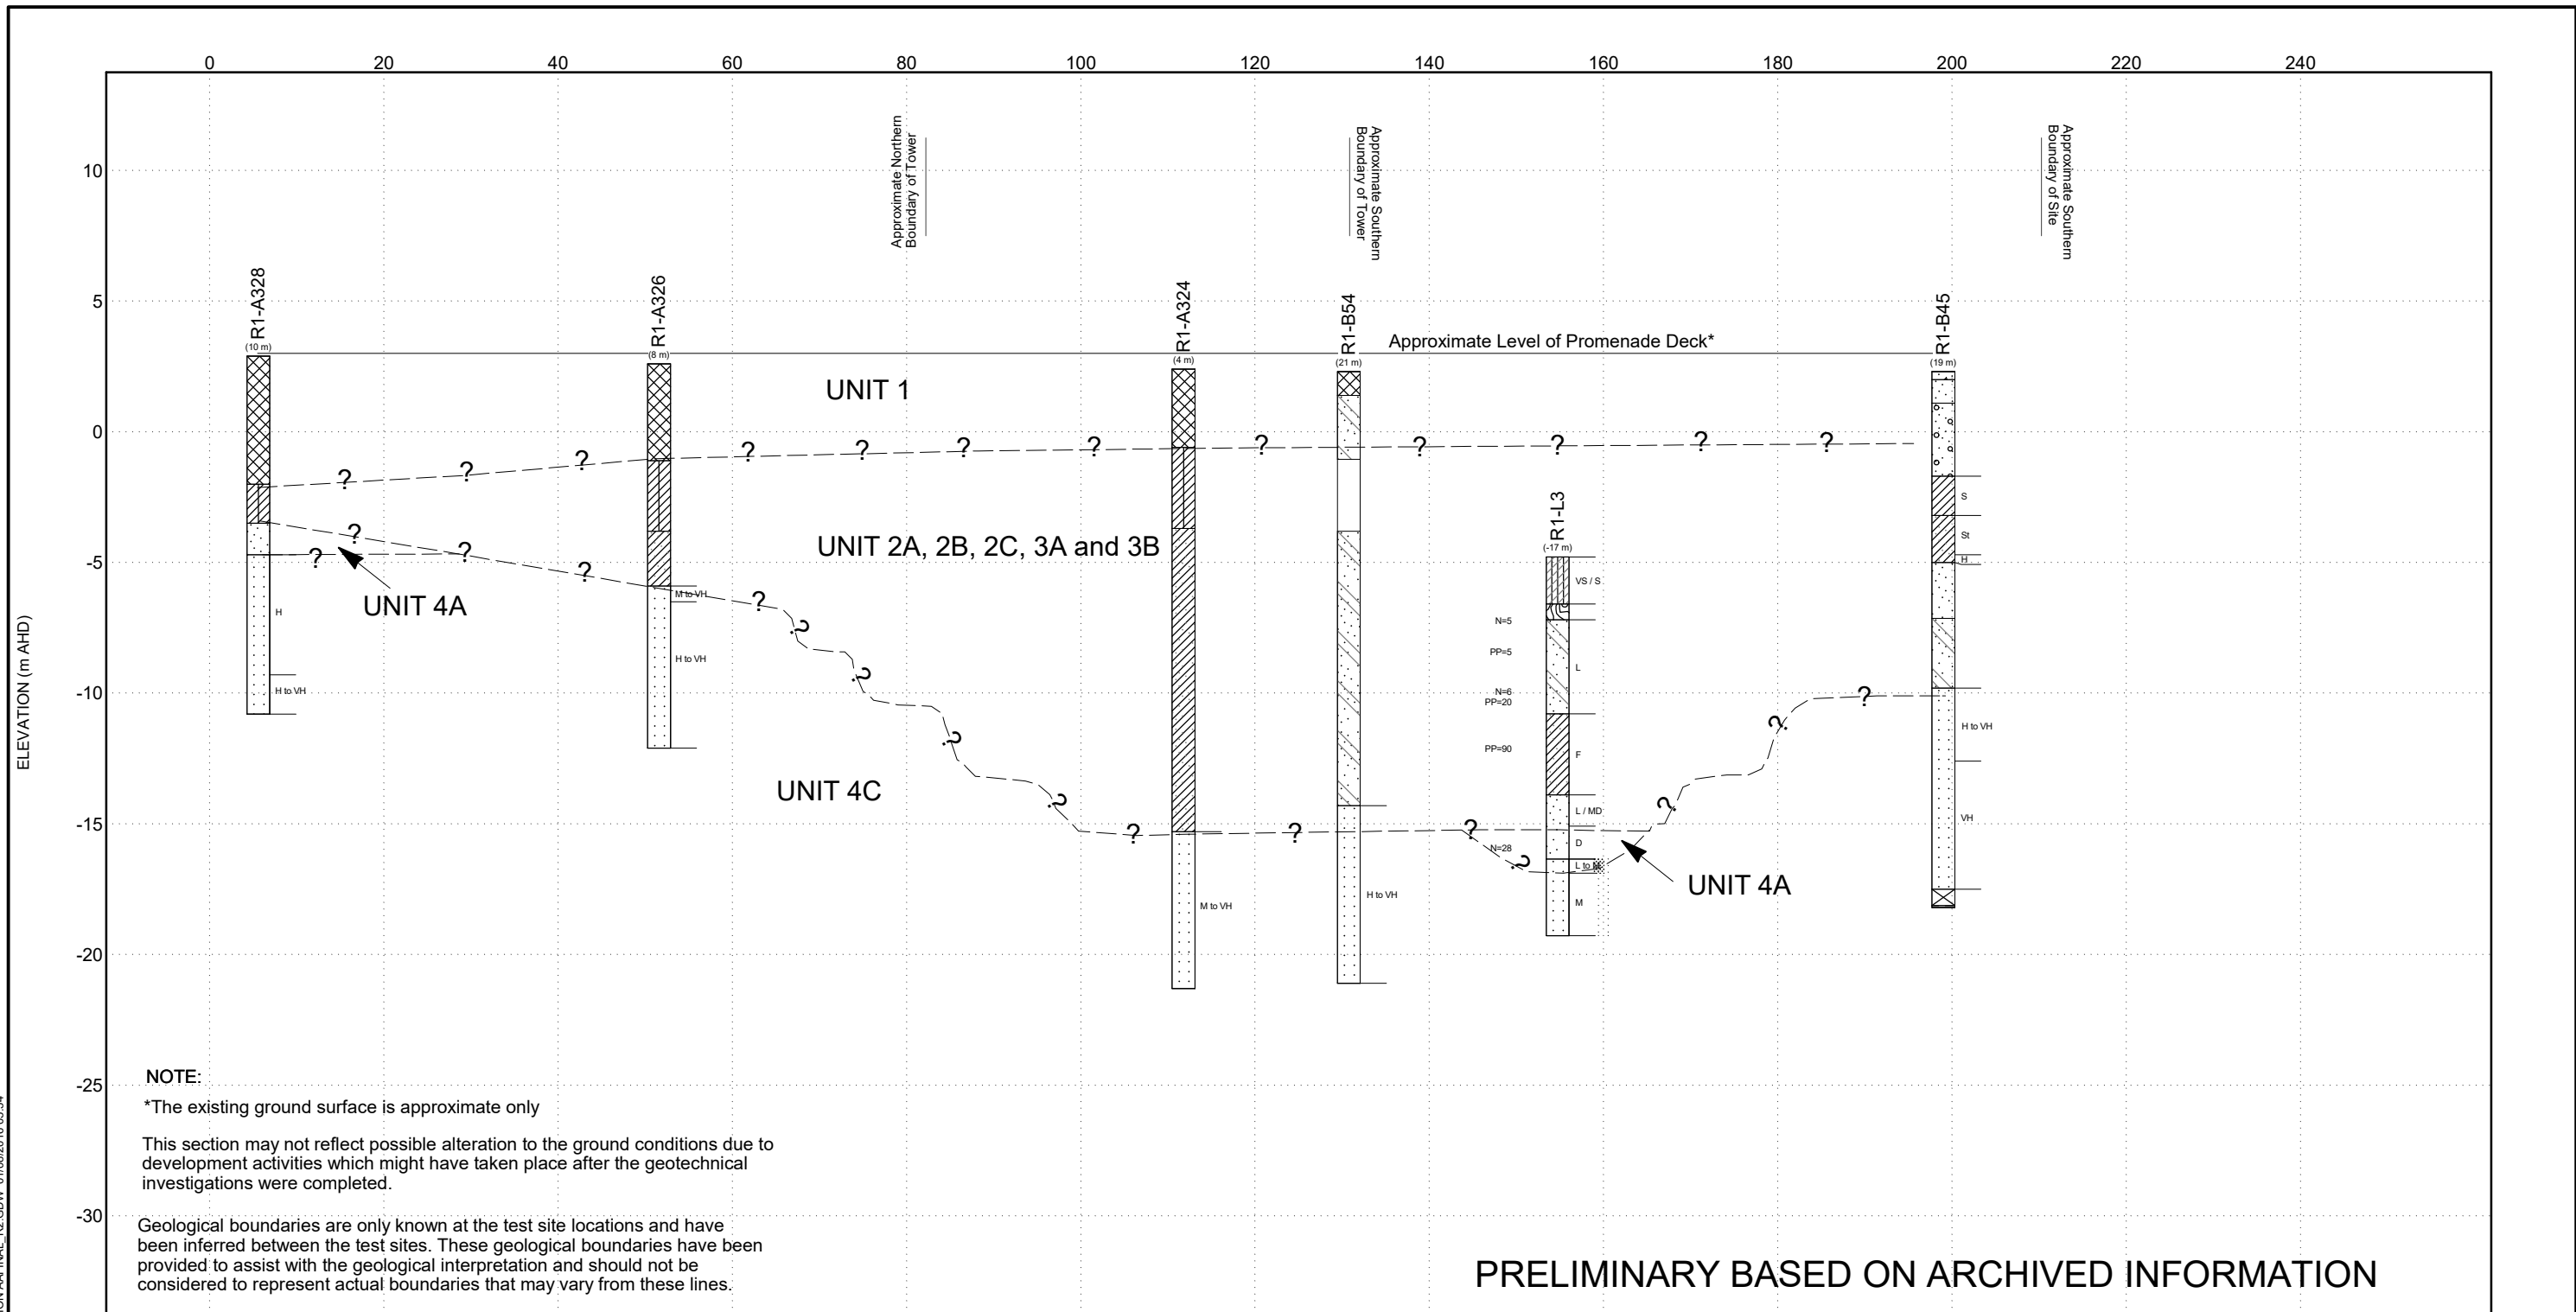 0 20 40 60 80 100 120 140 160 180 200 220 240
Approximate Northern
Boundary of Tower
Approximate Southern
Boundary of Tower
Approximate Southern
Boundary of Site
10
5
0
-5
-10
-15
-20
-25
-30
ELEVATION (m AHD)
R1-A328
(10 m)
H
H to VH
R1-A326
(8 m)
M to VH
H to VH
R1-A324
(4 m)
M to VH
R1-B54
(21 m)
H to VH
Approximate Level of Promenade Deck*
R1-L3
(-17 m)
VS / S
N=5
PP=5
L
N=6
PP=20
PP=90
F
L / MD
N=28
D
L to M
M
R1-B45
(19 m)
S
St
H
H to VH
VH
UNIT 1
? ? ? ? ? ? ? ? ? ? ? ? ?
UNIT 2A, 2B, 2C, 3A and 3B
? ? ? ?
UNIT 4A
? ? ? ? ? ?
UNIT 4C
? ? ? ? ? ? ? ?
UNIT 4A
NOTE:
*The existing ground surface is approximate only
This section may not reflect possible alteration to the ground conditions due to
development activities which might have taken place after the geotechnical
investigations were completed.
Geological boundaries are only known at the test site locations and have
been inferred between the test sites. These geological boundaries have been
provided to assist with the geological interpretation and should not be
considered to represent actual boundaries that may vary from these lines.
PRELIMINARY BASED ON ARCHIVED INFORMATION